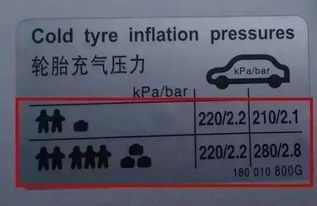 Cold tyre inflation pressures
轮胎充气压力
kPa/bar
kPa/bar
220/2.2 210/2.1
220/2.2 280/2.8
180 010 800G